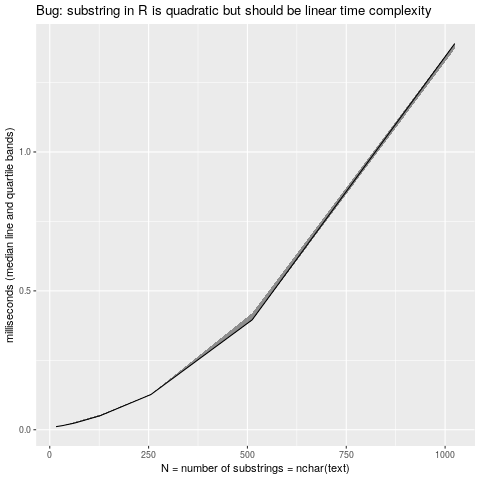 Bug: substring in R is quadratic but should be linear time complexity
milliseconds (median line and quartile bands)
1.0
0.5
0.0
0 250 500 750 1000
N = number of substrings = nchar(text)